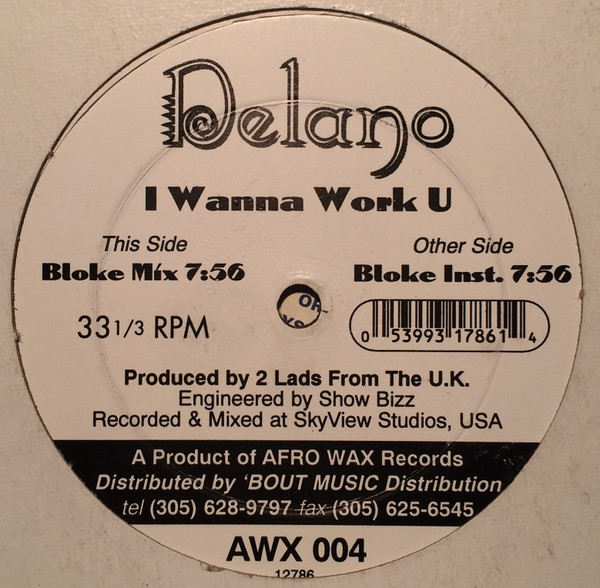 Delano
I Wanna Work U
This Side
Bloke Mix 7:56
Other Side
Bloke Inst. 7:56
33 1/3 RPM
OR-
0 53993 17861 4
Produced by 2 Lads From The U.K.
Engineered by Show Bizz
Recorded & Mixed at SkyView Studios, USA
A Product of AFRO WAX Records
Distributed by ‘BOUT MUSIC Distribution
tel (305) 628-9797 fax (305) 625-6545
AWX 004
12786